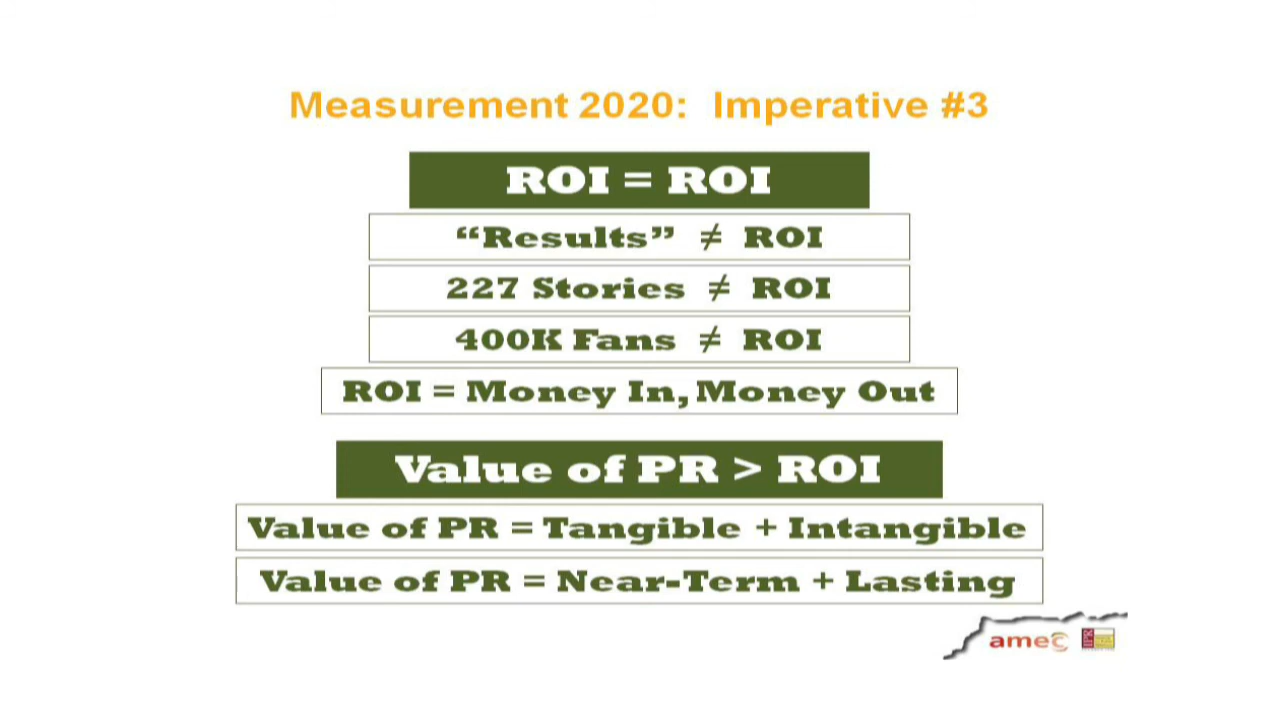 Measurement 2020: Imperative #3
ROI = ROI
“Results” ≠ ROI
227 Stories ≠ ROI
400K Fans ≠ ROI
ROI = Money In, Money Out
Value of PR > ROI
Value of PR = Tangible + Intangible
Value of PR = Near-Term + Lasting
amec IPR